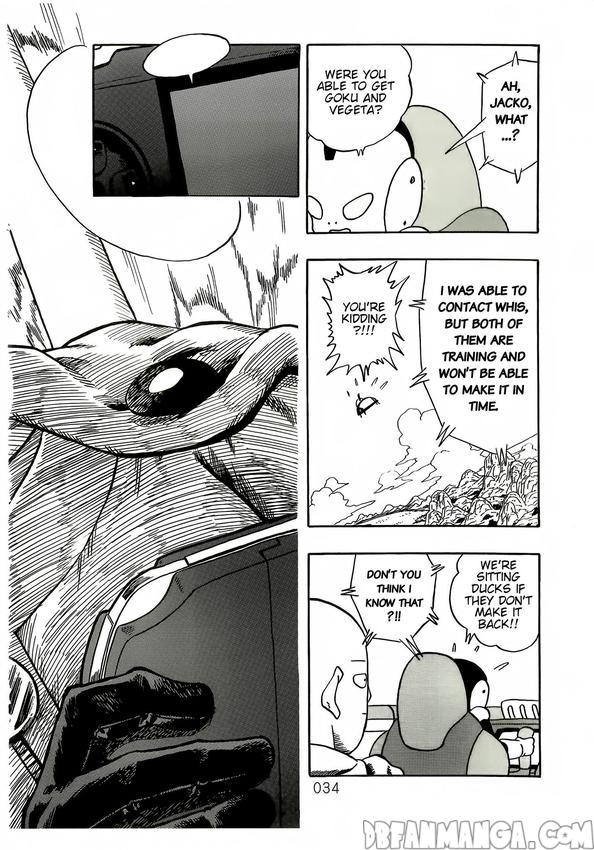 AH,
JACKO,
WHAT
...?
WERE YOU
ABLE TO GET
GOKU AND
VEGETA?
I WAS ABLE TO
CONTACT WHIS,
BUT BOTH OF
THEM ARE
TRAINING AND
WON'T BE ABLE
TO MAKE IT IN
TIME.
YOU'RE
KIDDING
?!!!
WE'RE
SITTING
DUCKS IF
THEY DON'T
MAKE IT
BACK!!
DON'T YOU
THINK I
KNOW THAT
?!!
034
DBFANMANGA.COM